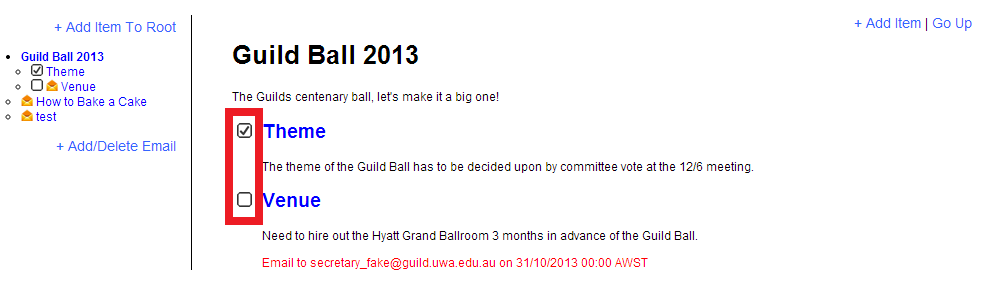 + Add Item To Root
Guild Ball 2013
Theme
Venue
How to Bake a Cake
test
+ Add/Delete Email
+ Add Item | Go Up
Guild Ball 2013
The Guilds centenary ball, let's make it a big one!
Theme
The theme of the Guild Ball has to be decided upon by committee vote at the 12/6 meeting.
Venue
Need to hire out the Hyatt Grand Ballroom 3 months in advance of the Guild Ball.
Email to secretary_fake@guild.uwa.edu.au on 31/10/2013 00:00 AWST